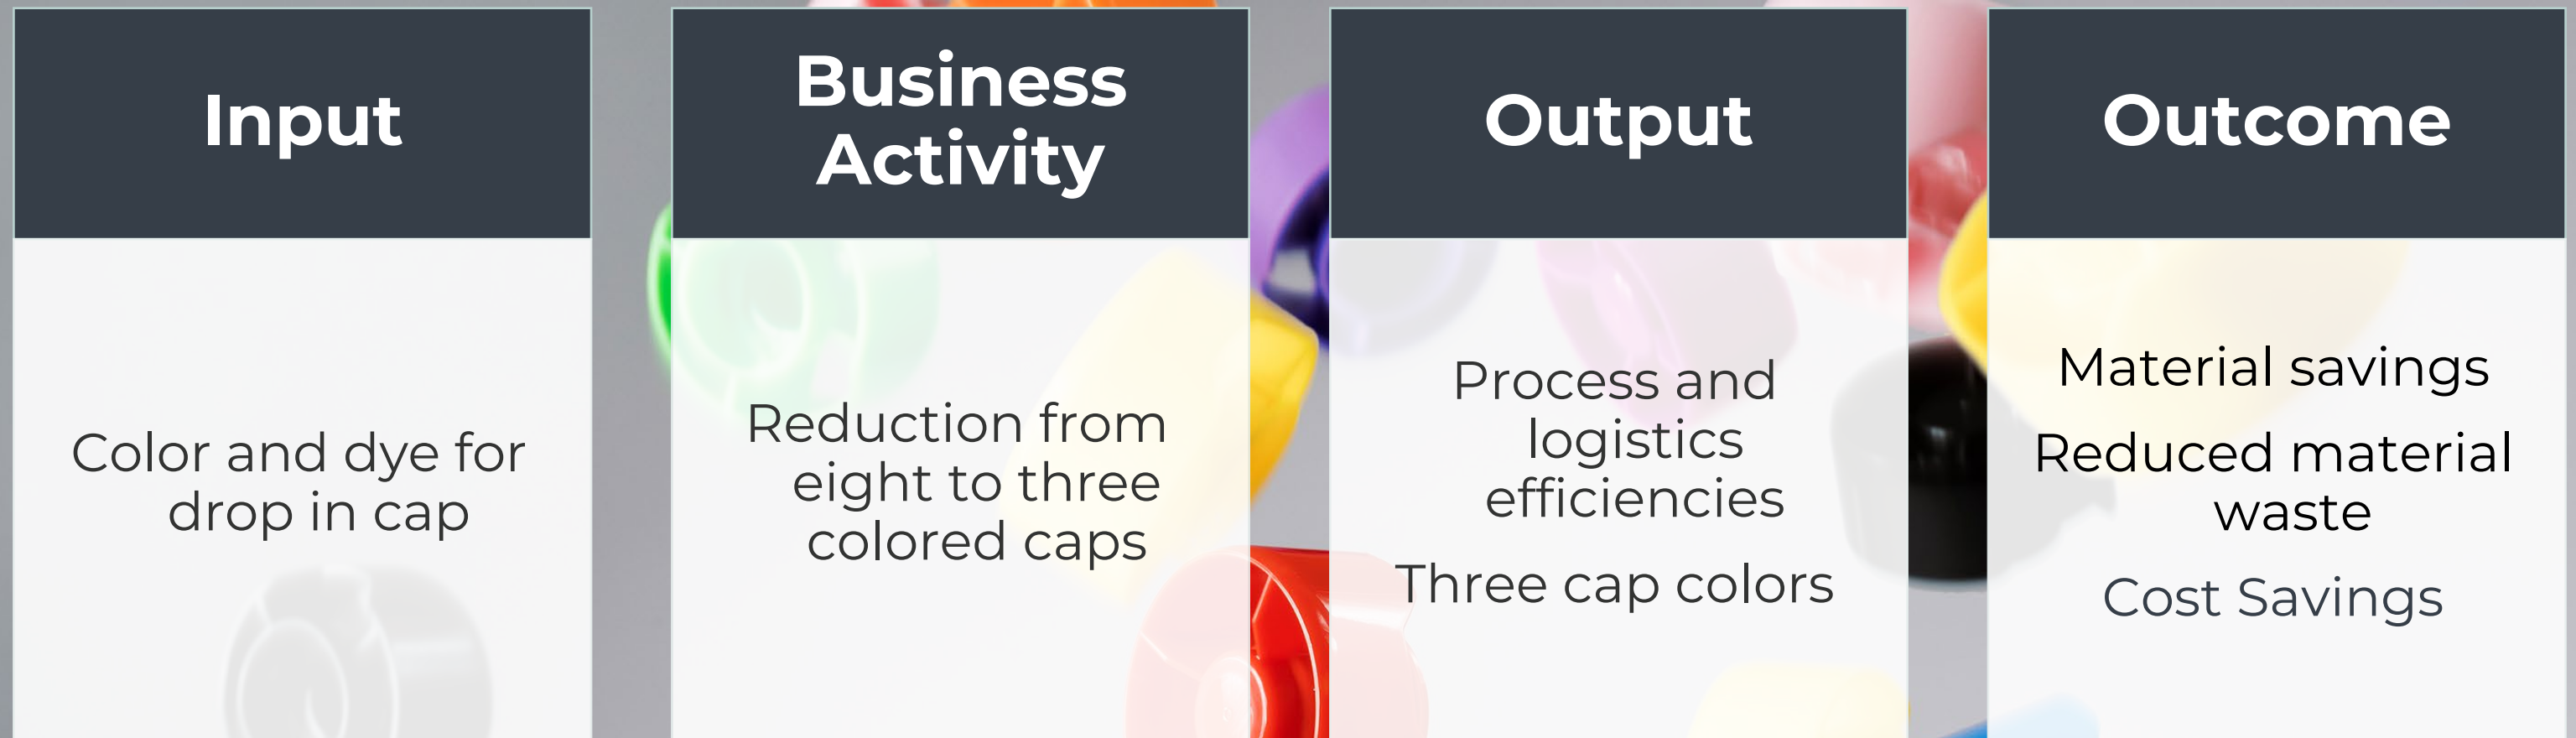 Input
Color and dye for
drop in cap
Business
Activity
Reduction from
eight to three
colored caps
Output
Process and
logistics
efficiencies
Three cap colors
Outcome
Material savings
Reduced material
waste
Cost Savings